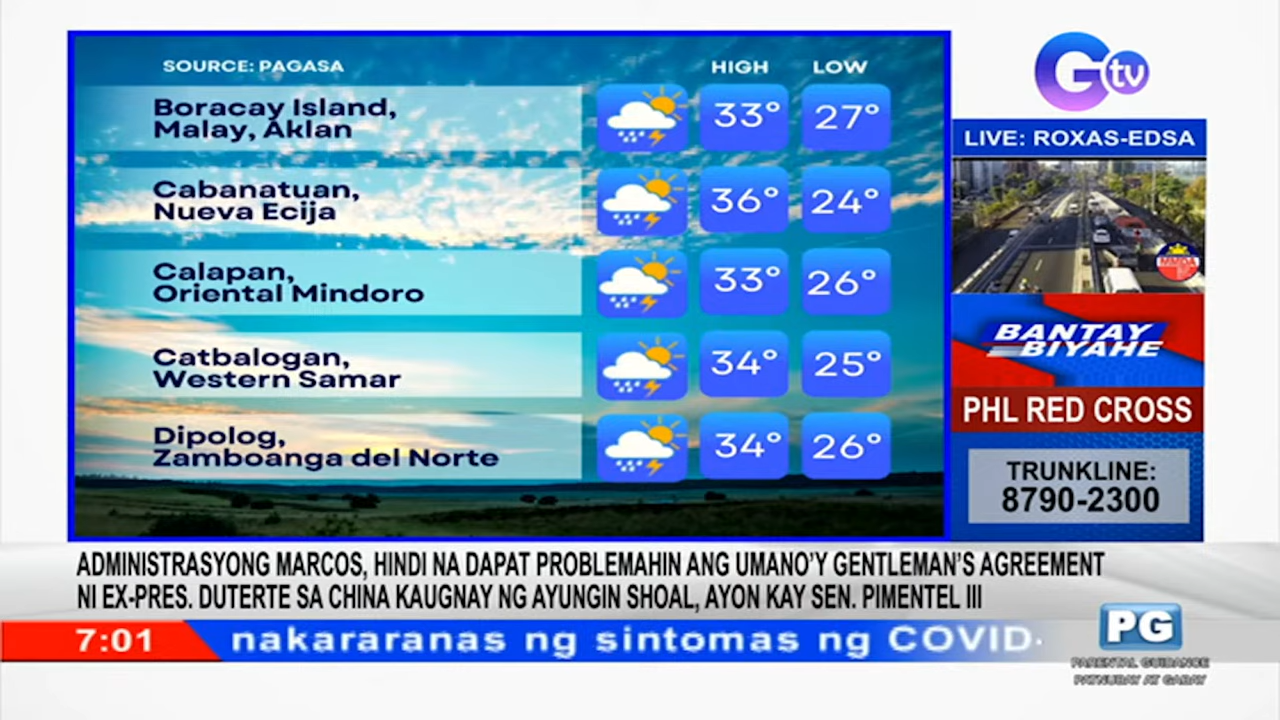 SOURCE: PAGASA
HIGH LOW
Boracay Island,
Malay, Aklan
33° 27°
Cabanatuan,
Nueva Ecija
36° 24°
Calapan,
Oriental Mindoro
33° 26°
Catbalogan,
Western Samar
34° 25°
Dipolog,
Zamboanga del Norte
34° 26°
Gtv
LIVE: ROXAS-EDSA
MMDA
BANTAY
BIYAHE
PHL RED CROSS
TRUNKLINE:
8790-2300
ADMINISTRASYONG MARCOS, HINDI NA DAPAT PROBLEMAHIN ANG UMANO'Y GENTLEMAN'S AGREEMENT
NI EX-PRES. DUTERTE SA CHINA KAUGNAY NG AYUNGIN SHOAL, AYON KAY SEN. PIMENTEL III
7:01 nakararanas ng sintomas ng COVID-
PG
PARENTAL GUIDANCE
PATNUBAY AT GABAY